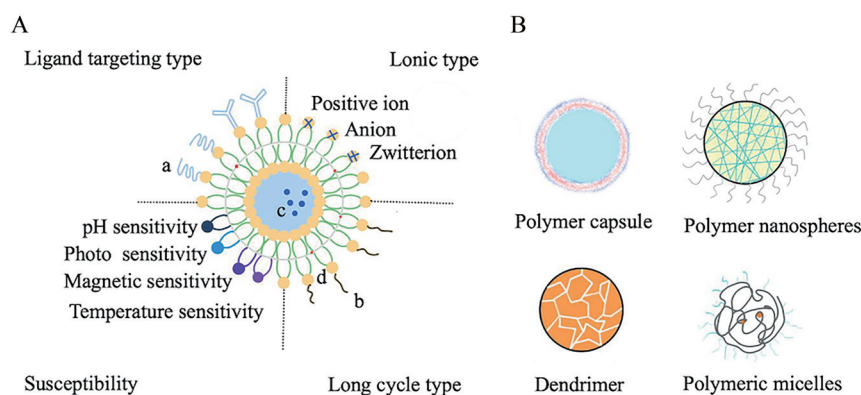 A
Ligand targeting type
Lonic type
Positive ion
Anion
Zwitterion
a
c
pH sensitivity
Photo sensitivity
Magnetic sensitivity
Temperature sensitivity
d
b
Susceptibility
Long cycle type
B
Polymer capsule
Polymer nanospheres
Dendrimer
Polymeric micelles